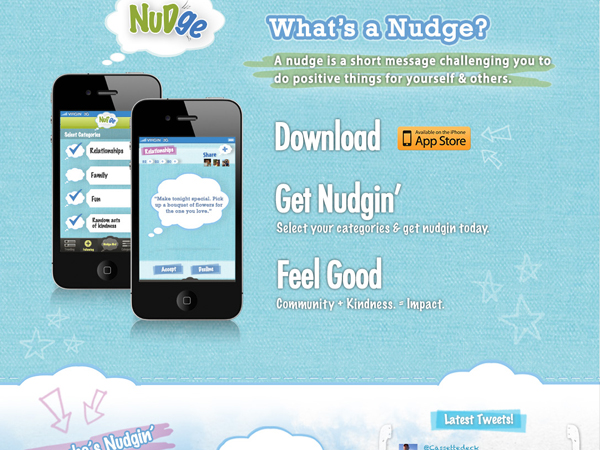 NUDge
What's a Nudge?
A nudge is a short message challenging you to
do positive things for yourself & others.
NUDge
Select Categories
Relationships
Family
Fun
Random acts
of kindness
Relationships
Share
"Make tonight special. Pick
up a bouquet of flowers for
the one you love."
Accept
Decline
Download
Available on the iPhone
App Store
Get Nudgin'
Select your categories & get nudgin today.
Feel Good
Community + Kindness. = Impact.
Who's Nudgin'
Latest Tweets!
@Cazzettedeck